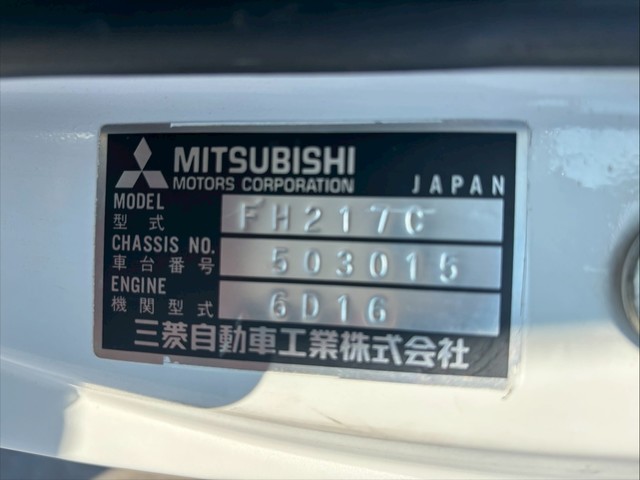 MITSUBISHI
MOTORS CORPORATION JAPAN
MODEL
型式 FH217C
CHASSIS NO.
車台番号 503015
ENGINE
機関型式 6D16
三菱自動車工業株式会社